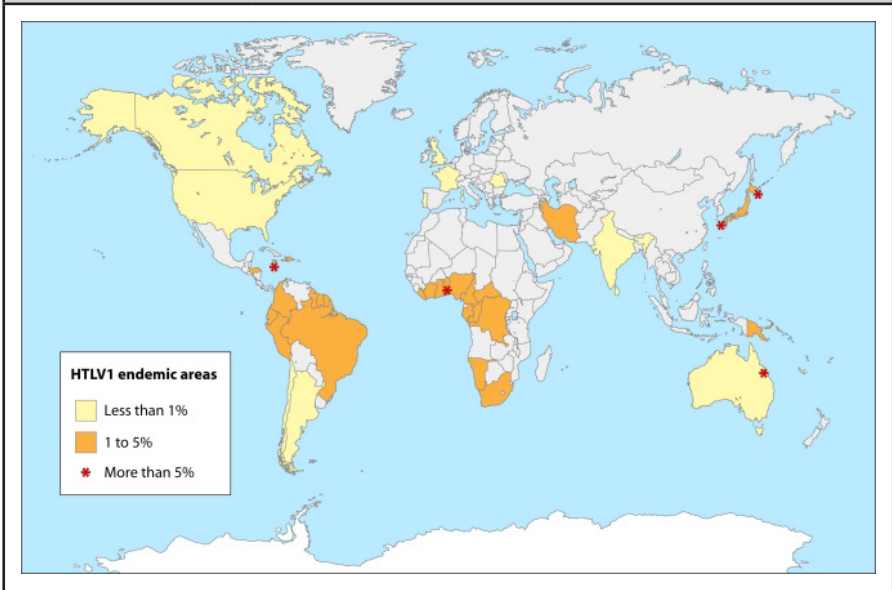 HTLV1 endemic areas
Less than 1%
1 to 5%
More than 5%